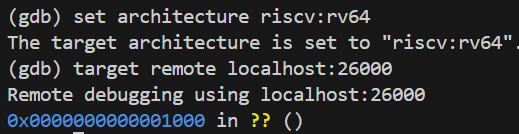 (gdb) set architecture riscv:rv64
The target architecture is set to "riscv:rv64".
(gdb) target remote localhost:26000
Remote debugging using localhost:26000
0x0000000000001000 in ?? ()